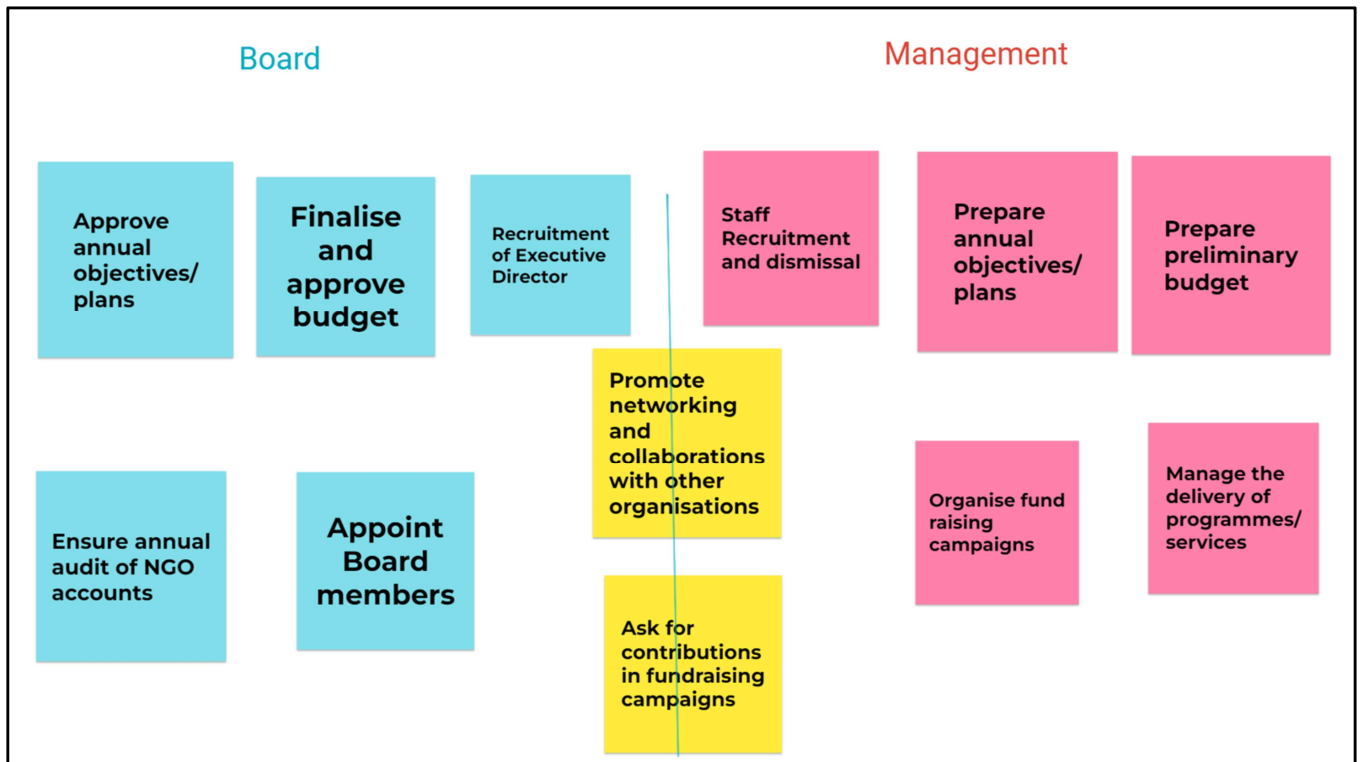 Board
Management
Approve
annual
objectives/
plans
Finalise
and
approve
budget
Recruitment
of Executive
Director
Staff
Recruitment
and dismissal
Prepare
annual
objectives/
plans
Prepare
preliminary
budget
Promote
networking
and
collaborations
with other
organisations
Ensure annual
audit of NGO
accounts
Appoint
Board
members
Organise fund
raising
campaigns
Manage the
delivery of
programmes/
services
Ask for
contributions
in fundraising
campaigns